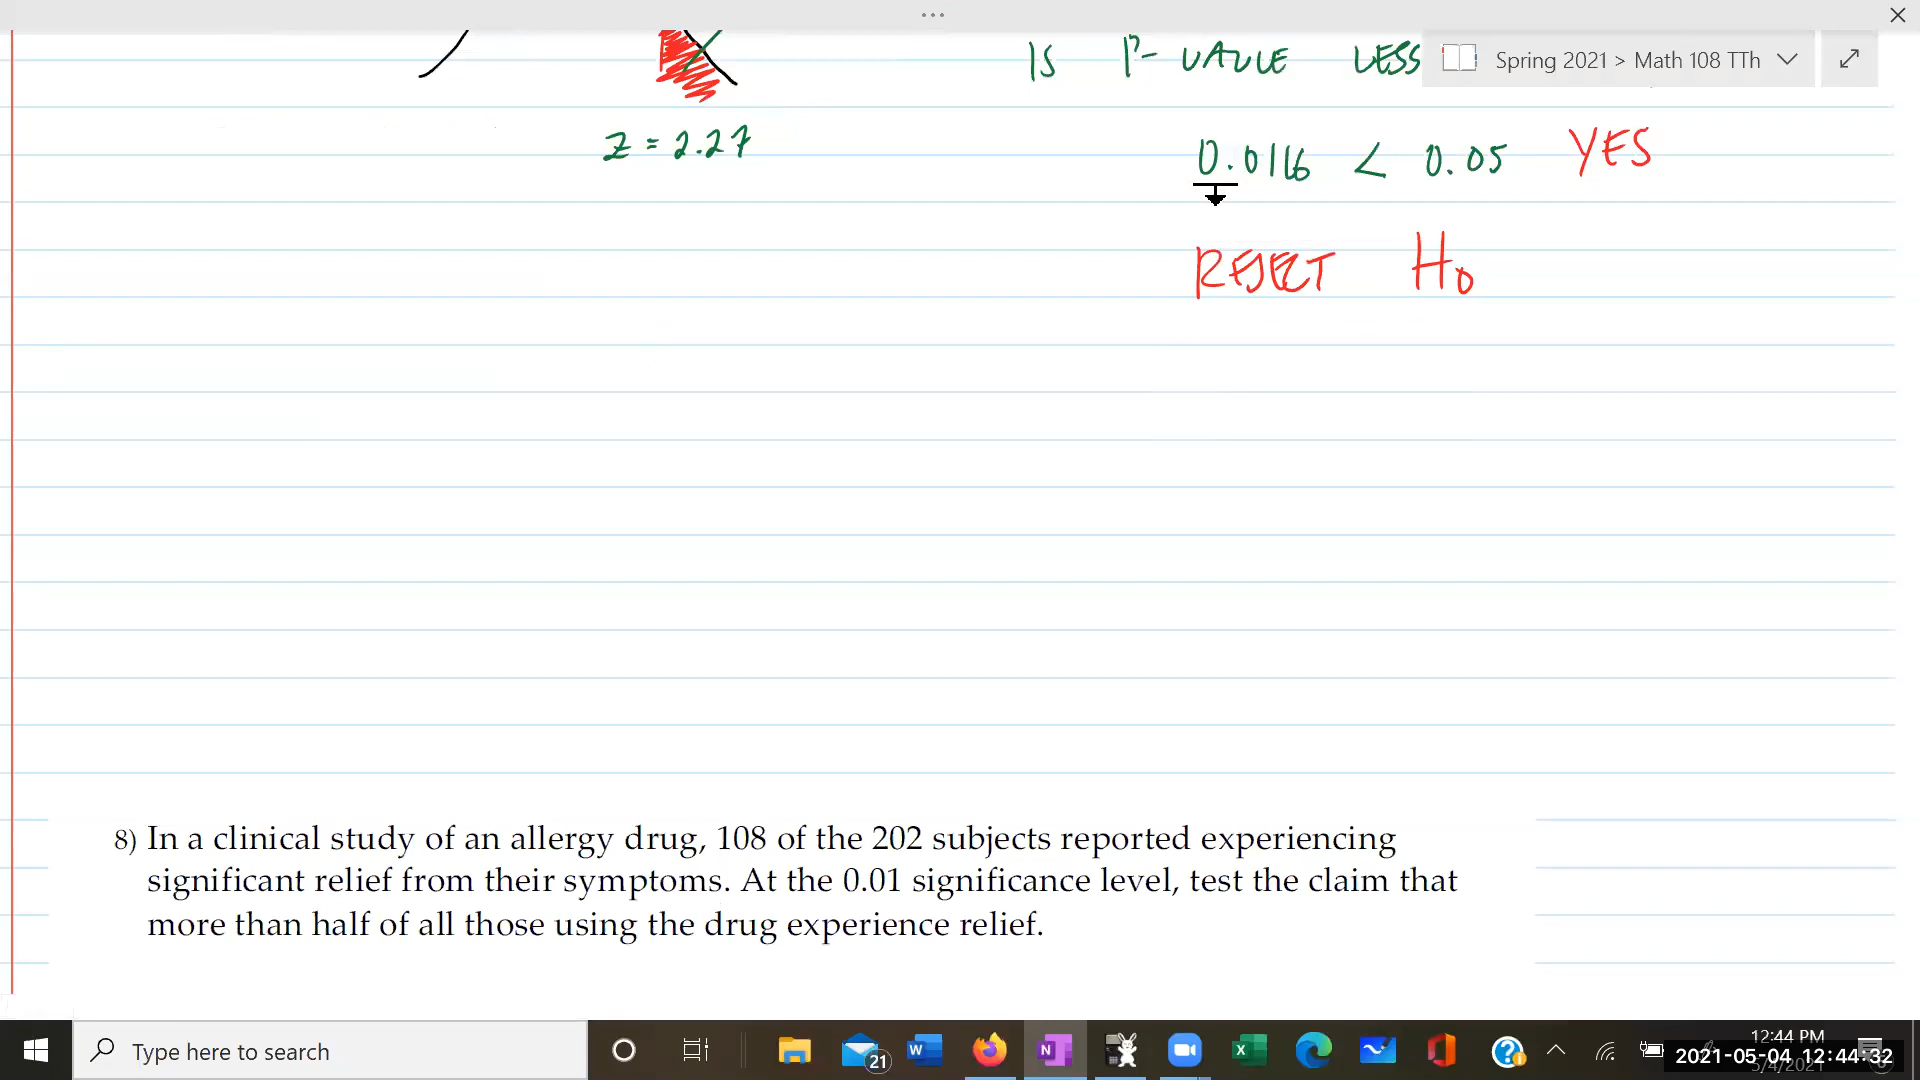 IS P-VALUE LESS
Spring 2021 > Math 108 TTh
Z = 2.27
0.0116 < 0.05 YES
REJECT H0
8) In a clinical study of an allergy drug, 108 of the 202 subjects reported experiencing
significant relief from their symptoms. At the 0.01 significance level, test the claim that
more than half of all those using the drug experience relief.
Type here to search
21
12:44 PM
2021-05-04 12:44:32